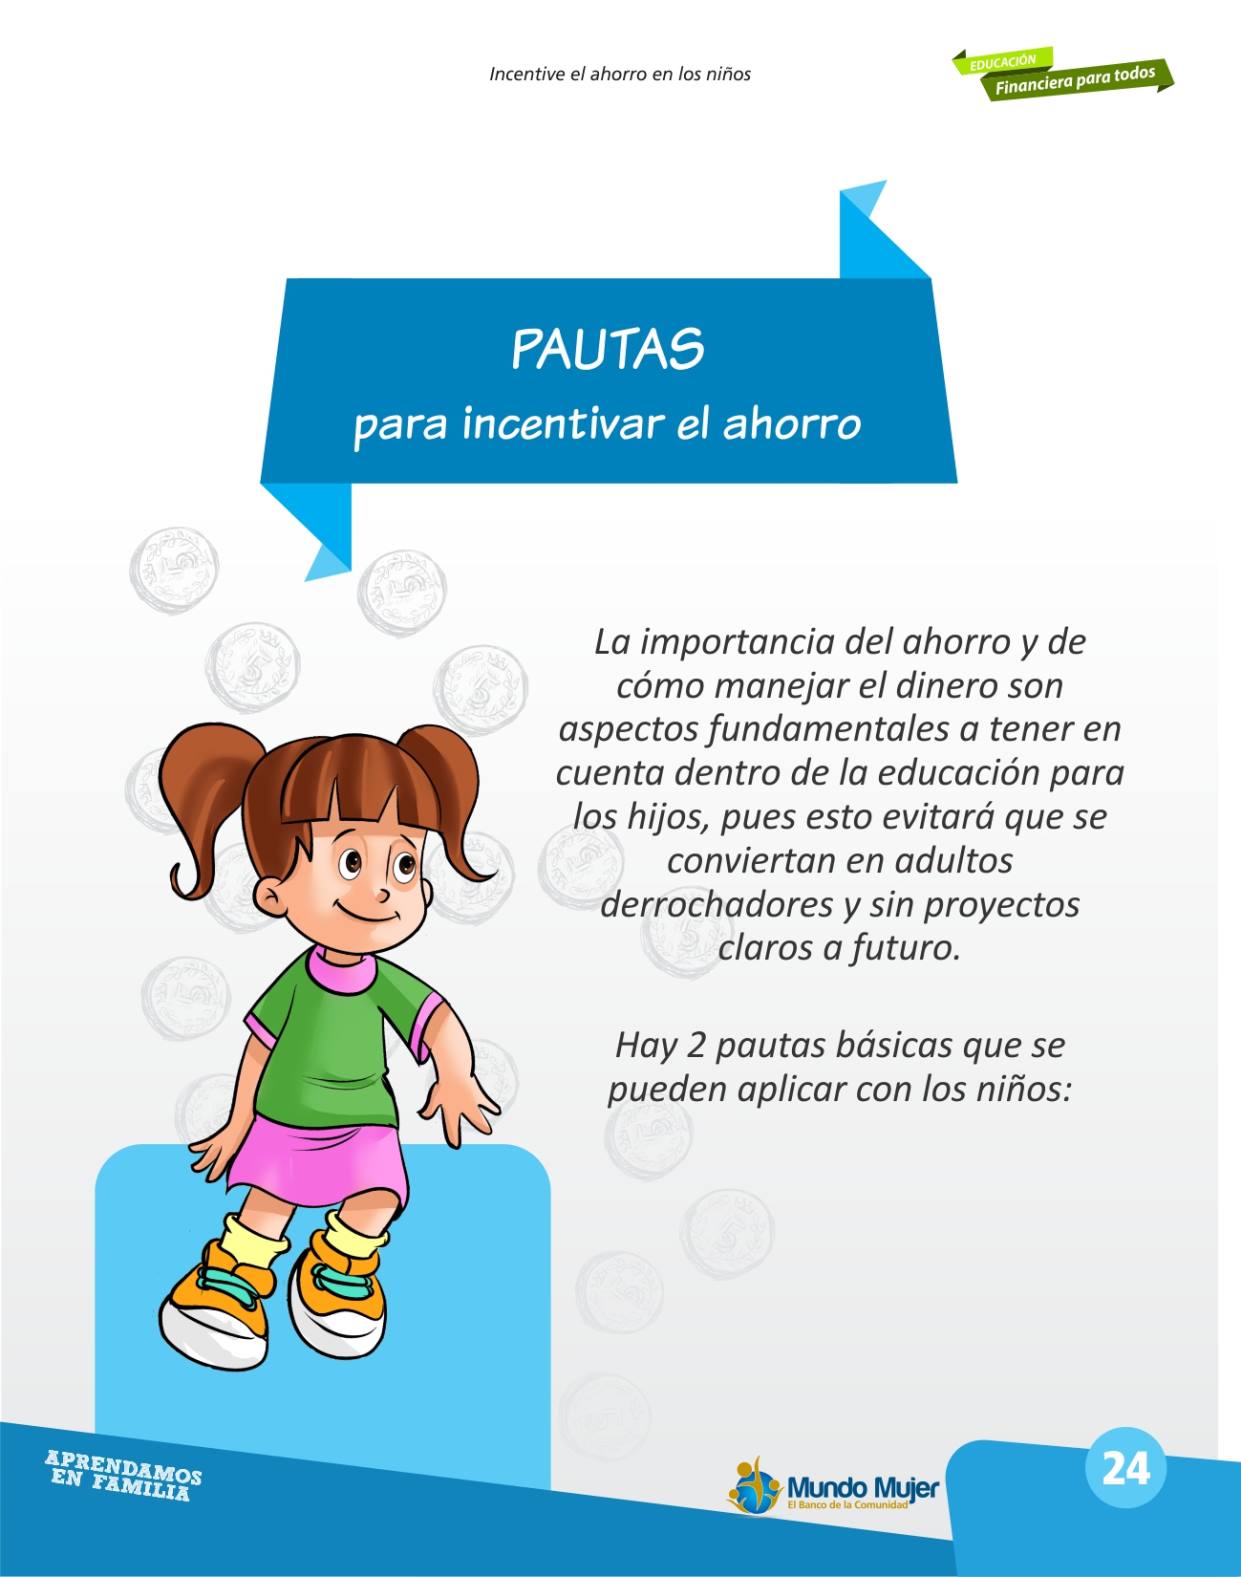 Incentive el ahorro en los niños
EDUCACIÓN
Financiera para todos
PAUTAS
para incentivar el ahorro
La importancia del ahorro y de
cómo manejar el dinero son
aspectos fundamentales a tener en
cuenta dentro de la educación para
los hijos, pues esto evitará que se
conviertan en adultos
derrochadores y sin proyectos
claros a futuro.
Hay 2 pautas básicas que se
pueden aplicar con los niños:
APRENDAMOS
EN FAMILIA
Mundo Mujer
El Banco de la Comunidad
24